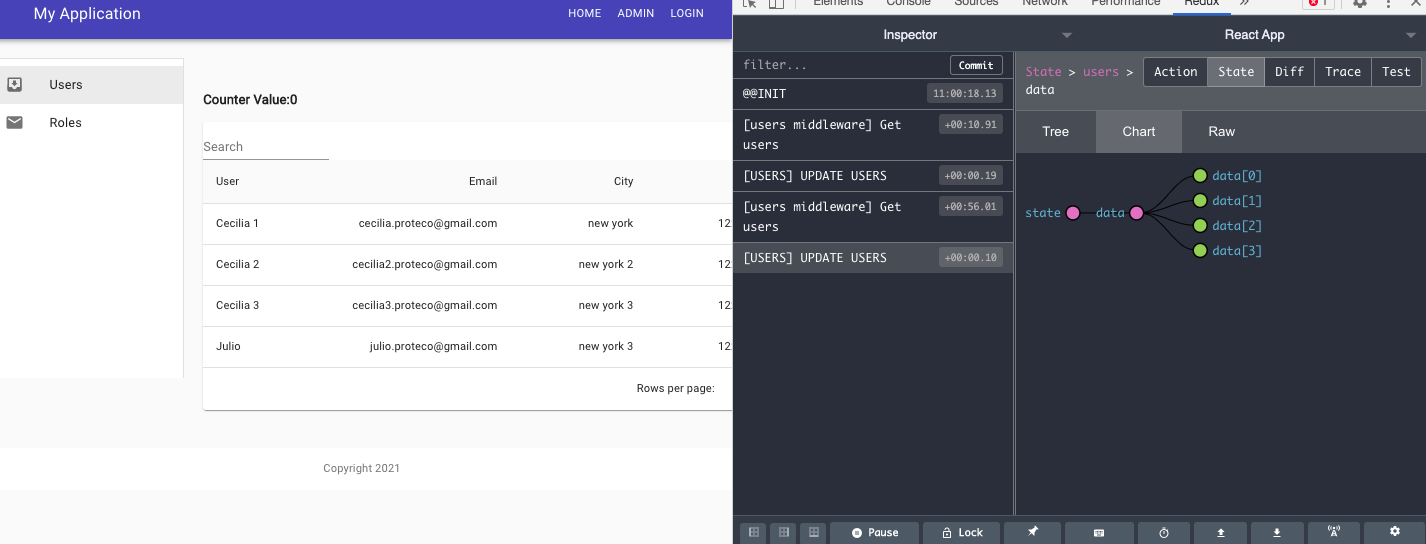 My Application
HOME ADMIN LOGIN
Users
Roles
Counter Value:0
Search
User Email City
Cecilia 1 cecilia.proteco@gmail.com new york 12
Cecilia 2 cecilia2.proteco@gmail.com new york 2 12
Cecilia 3 cecilia3.proteco@gmail.com new york 3 12
Julio julio.proteco@gmail.com new york 3 12
Rows per page:
Copyright 2021
Elements Console Sources Network Performance Redux » 1
Inspector
React App
filter... Commit
@@INIT 11:00:18.13
[users middleware] Get +00:10.91
users
[USERS] UPDATE USERS +00:00.19
[users middleware] Get +00:56.01
users
[USERS] UPDATE USERS +00:00.10
State > users >
data
Action State Diff Trace Test
Tree Chart Raw
state data
data[0]
data[1]
data[2]
data[3]
Pause Lock